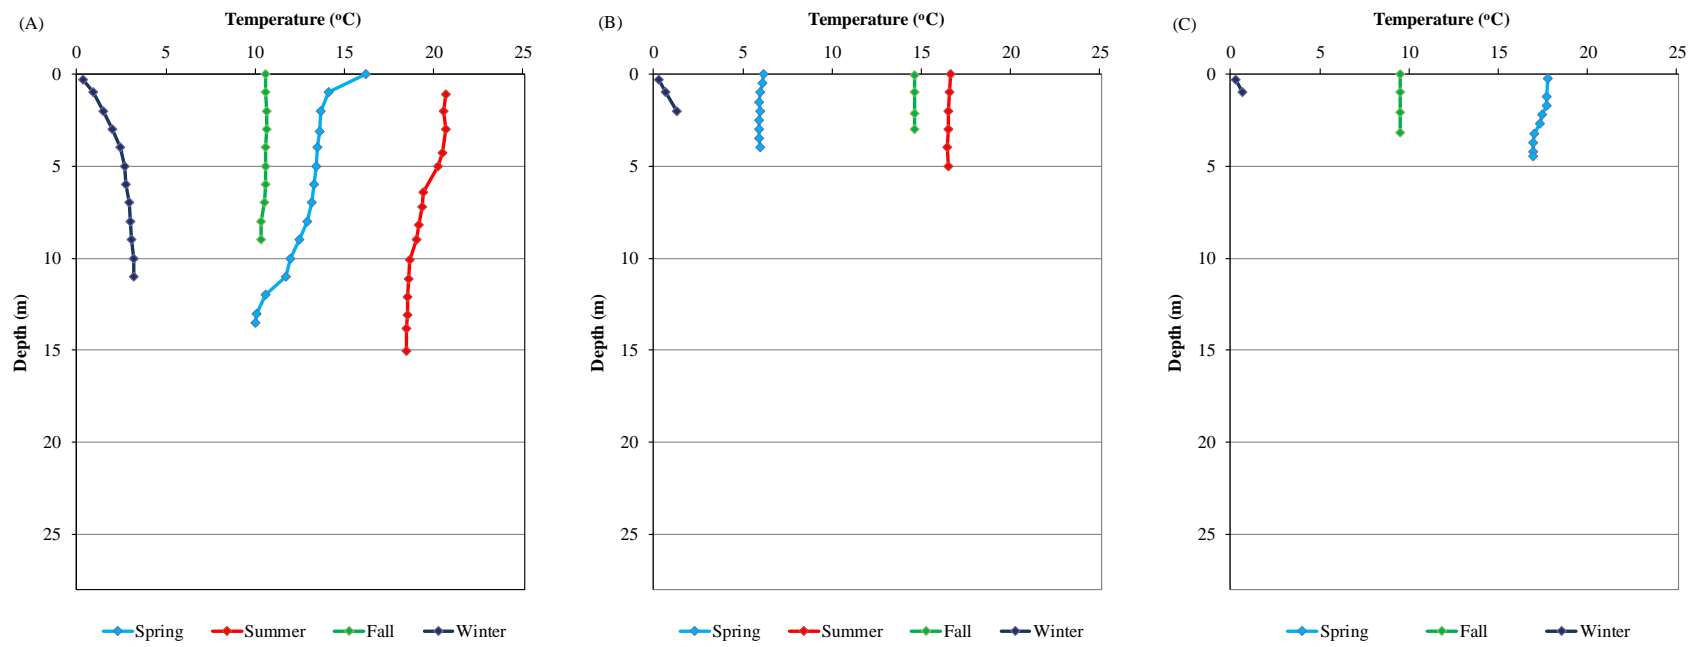 (A)
Temperature (oC)
0 5 10 15 20 25
0
5
10
15
20
25
Depth (m)
Spring Summer Fall Winter
(B)
Temperature (oC)
0 5 10 15 20 25
0
5
10
15
20
25
Depth (m)
Spring Summer Fall Winter
(C)
Temperature (oC)
0 5 10 15 20 25
0
5
10
15
20
25
Depth (m)
Spring Fall Winter